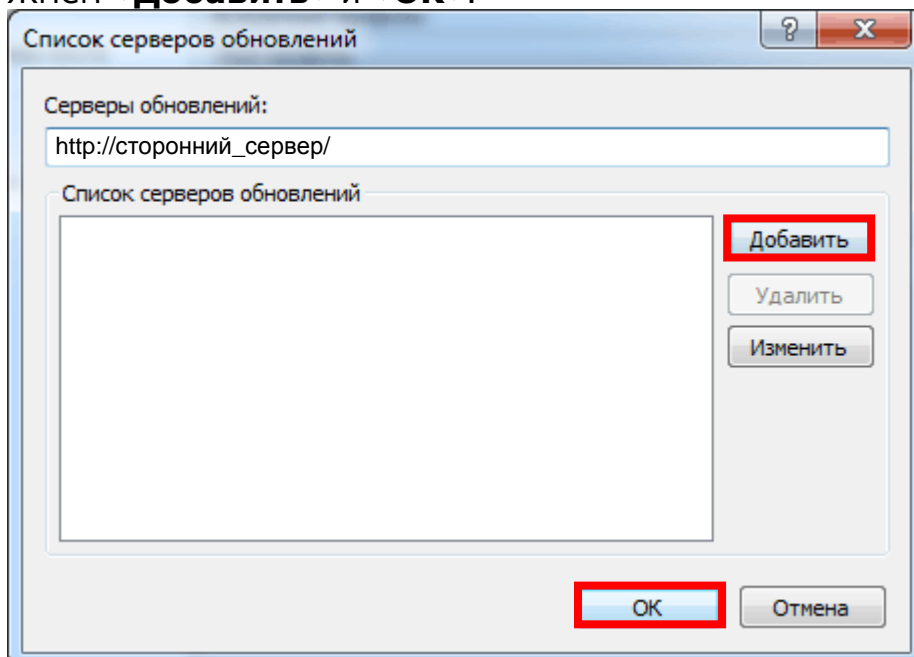 Список серверов обновлений
Серверы обновлений:
http://сторонний_сервер/
Список серверов обновлений
Добавить
Удалить
Изменить
ОК
Отмена